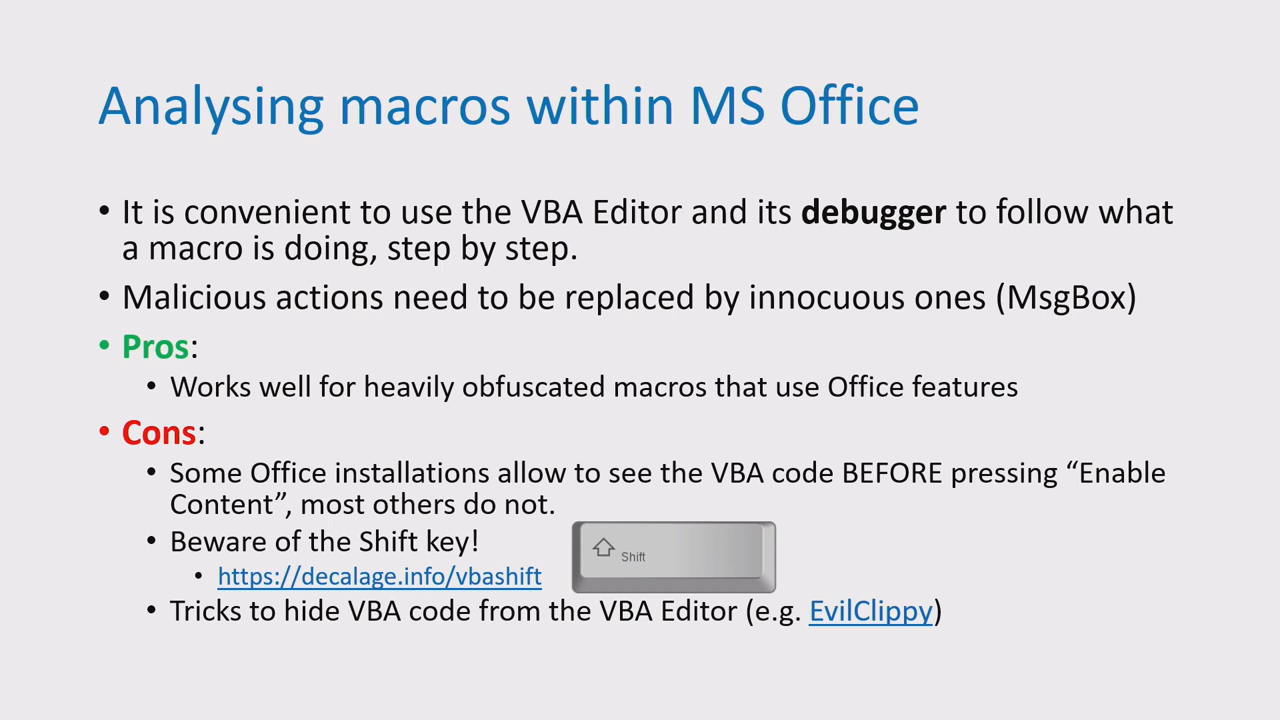 Analysing macros within MS Office
• It is convenient to use the VBA Editor and its debugger to follow what
a macro is doing, step by step.
• Malicious actions need to be replaced by innocuous ones (MsgBox)
• Pros:
• Works well for heavily obfuscated macros that use Office features
• Cons:
• Some Office installations allow to see the VBA code BEFORE pressing “Enable
Content”, most others do not.
• Beware of the Shift key!
Shift
• https://decalage.info/vbashift
• Tricks to hide VBA code from the VBA Editor (e.g. EvilClippy)